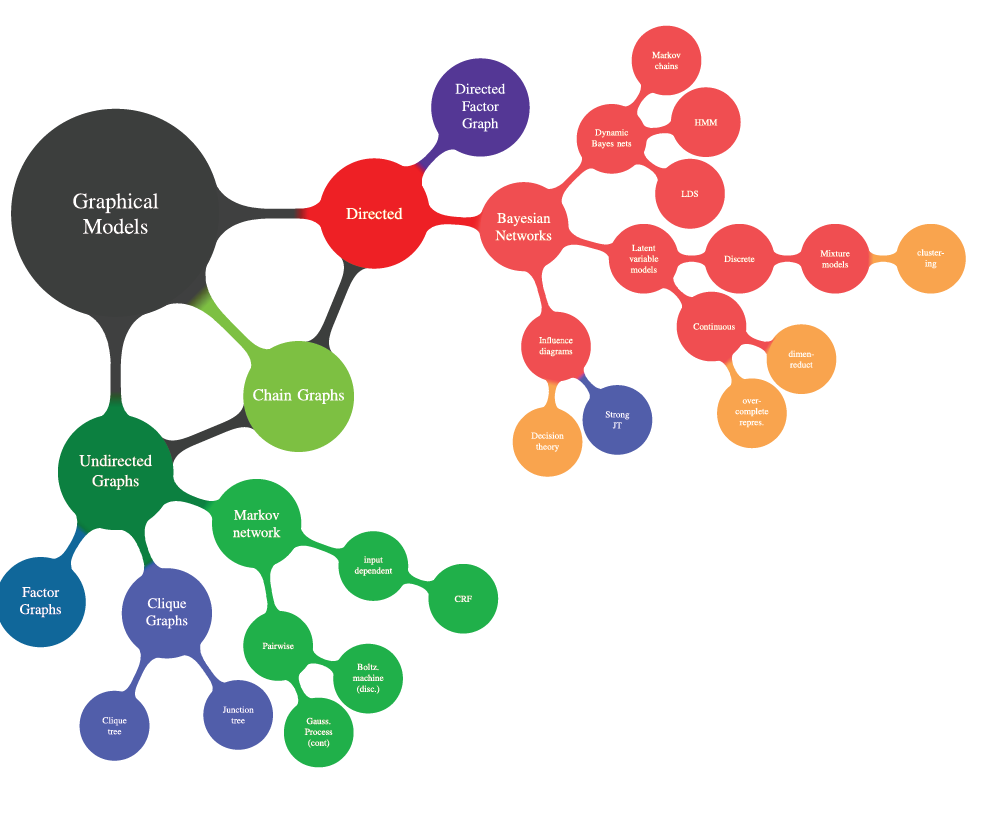 Graphical
Models
Directed
Directed
Factor
Graph
Bayesian
Networks
Dynamic
Bayes nets
Markov
chains
HMM
LDS
Latent
variable
models
Discrete
Mixture
models
cluster-
ing
Continuous
dimen-
reduct
over-
complete
repres.
Influence
diagrams
Strong
JT
Decision
theory
Chain Graphs
Undirected
Graphs
Markov
network
input
dependent
CRF
Pairwise
Boltz.
machine
(disc.)
Gauss.
Process
(cont)
Factor
Graphs
Clique
Graphs
Clique
tree
Junction
tree